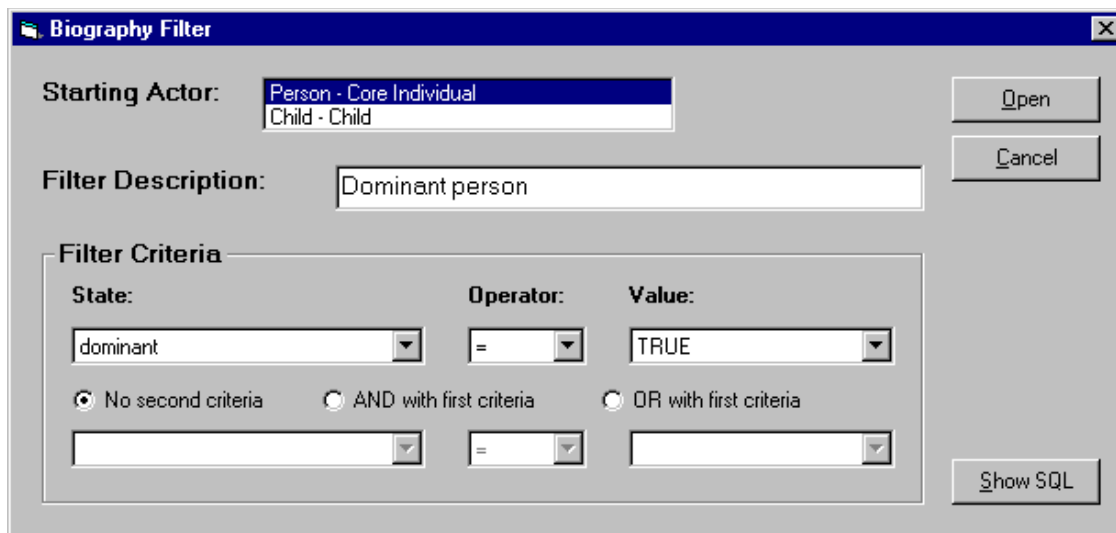 Biography Filter
Starting Actor:
Person - Core Individual
Child - Child
Open
Cancel
Filter Description:
Dominant person
Filter Criteria
State: Operator: Value:
dominant = TRUE
No second criteria AND with first criteria OR with first criteria
=
Show SQL